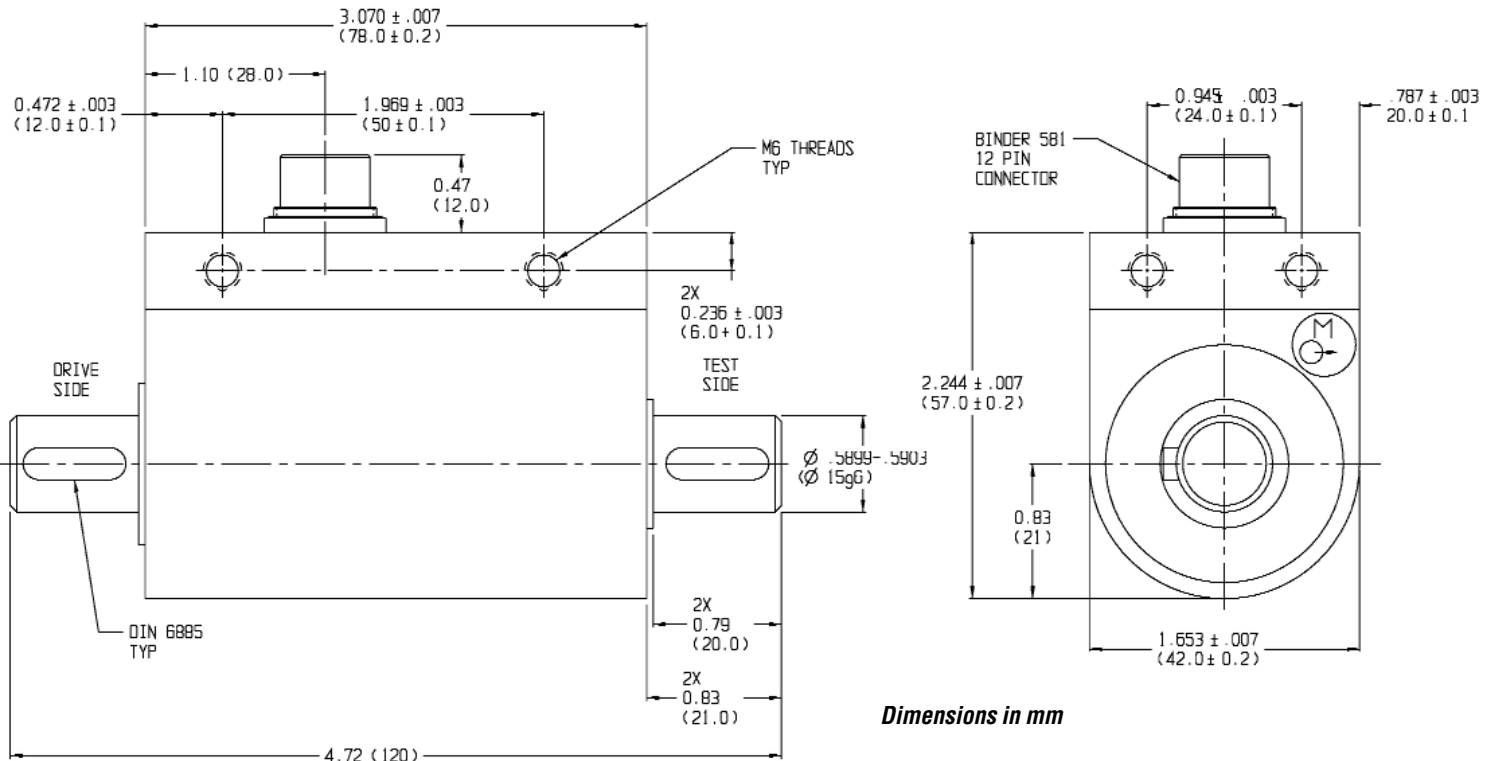 3.070 ± .007
(78.0 ± 0.2)
1.10 (28.0)
0.472 ± .003
(12.0 ± 0.1)
1.969 ± .003
(50 ± 0.1)
M6 THREADS
TYP
0.47
(12.0)
2X
0.236 ± .003
(6.0 + 0.1)
DRIVE
SIDE
TEST
SIDE
Ø .5899-.5903
(Ø 15g6)
DIN 6885
TYP
2X
0.79
(20.0)
2X
0.83
(21.0)
4.72 (120)
0.945 ± .003
(24.0 ± 0.1)
.787 ± .003
20.0 ± 0.1
BINDER 581
12 PIN
CONNECTOR
M
2.244 ± .007
(57.0 ± 0.2)
0.83
(21)
1.653 ± .007
(42.0 ± 0.2)
Dimensions in mm